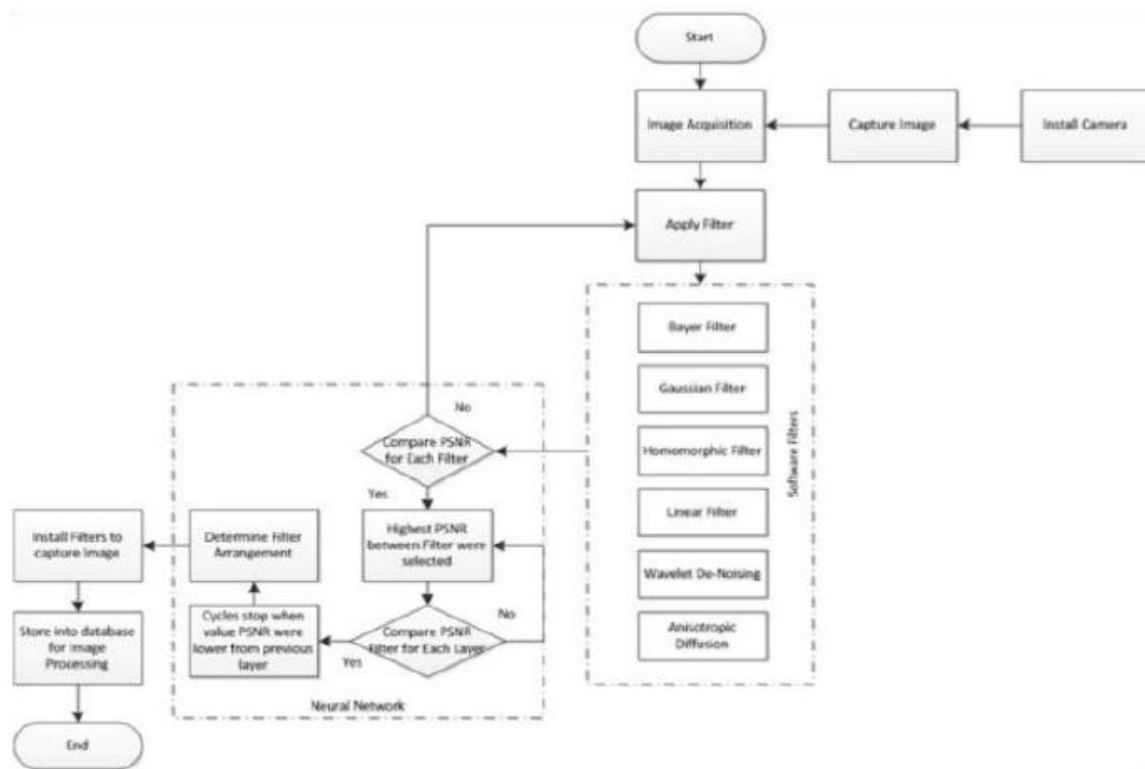 Start
Image Acquisition
Capture Image
Install Camera
Apply Filter
Bayer Filter
Gaussian Filter
Homomorphic Filter
Linear Filter
Wavelet De-Noising
Anisotropic
Diffusion
Software Filters
No
Compare PSNR
for Each Filter
Yes
Highest PSNR
between Filter were
selected
No
Compare PSNR
Filter for Each Layer
Yes
Cycles stop when
value PSNR were
lower from previous
layer
Determine Filter
Arrangement
Neural Network
Install Filters to
capture Image
Store into database
for Image
Processing
End